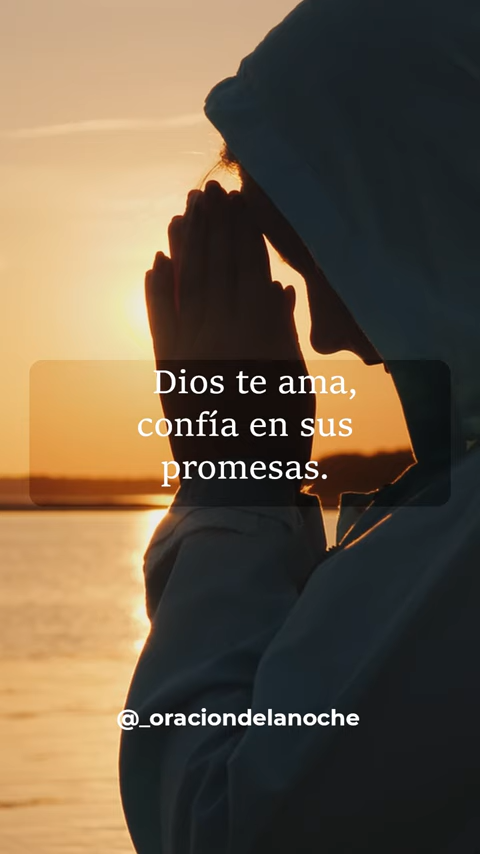 Dios te ama,
confía en sus
promesas.
@_oraciondelanoche